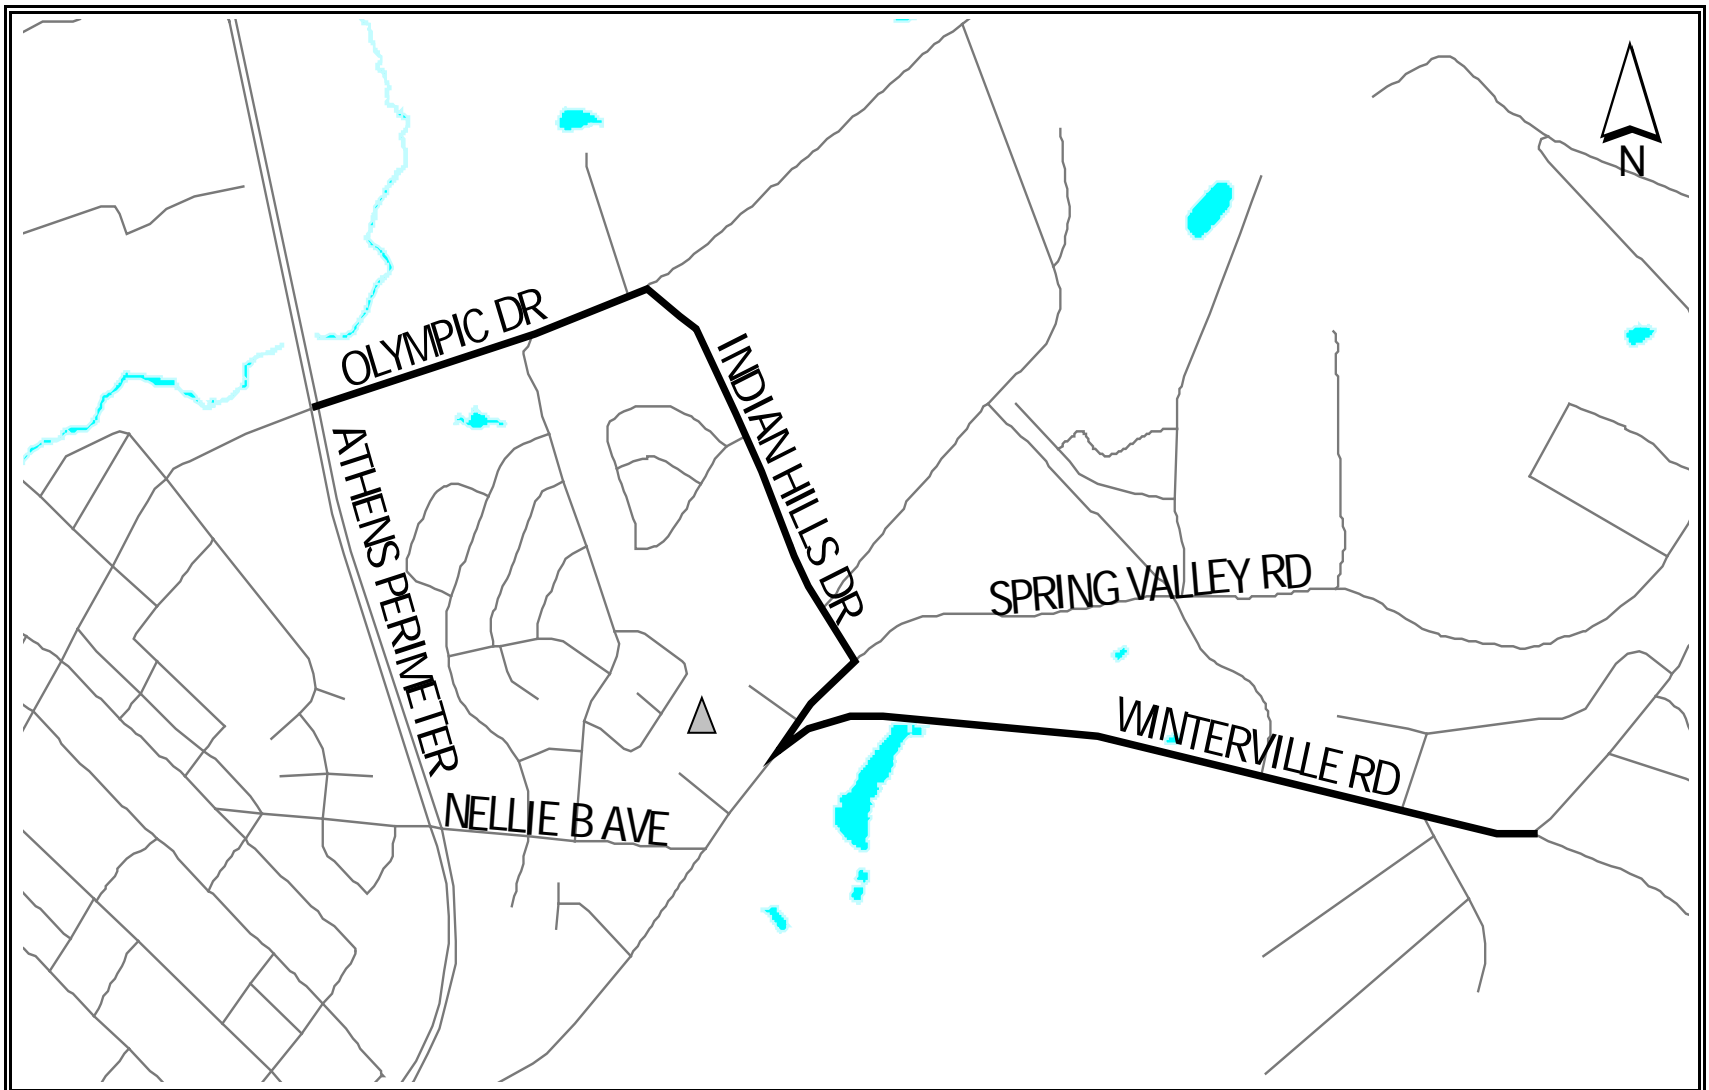 N
OLYMPIC DR
INDIAN HILLS DR
ATHENS PERIMETER
SPRING VALLEY RD
WINTERVILLE RD
NELLIE B AVE